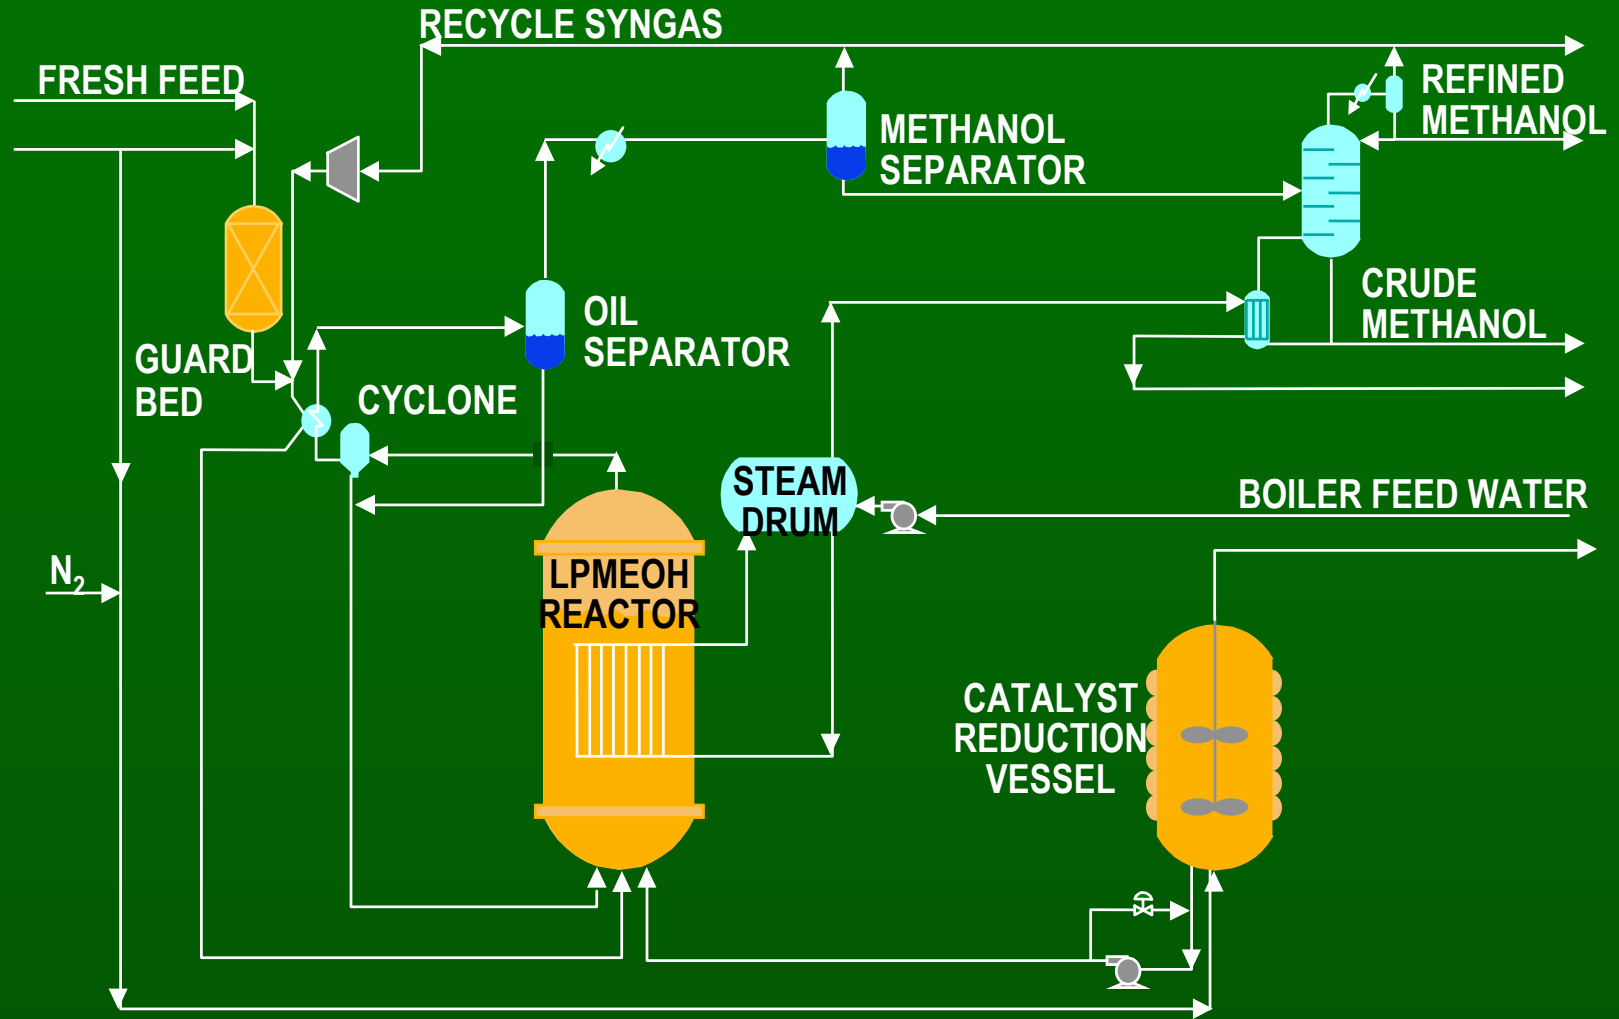 RECYCLE SYNGAS
FRESH FEED
REFINED
METHANOL
METHANOL
SEPARATOR
CRUDE
METHANOL
OIL
SEPARATOR
GUARD
BED
CYCLONE
STEAM
DRUM
BOILER FEED WATER
LPMEOH
REACTOR
N₂
CATALYST
REDUCTION
VESSEL